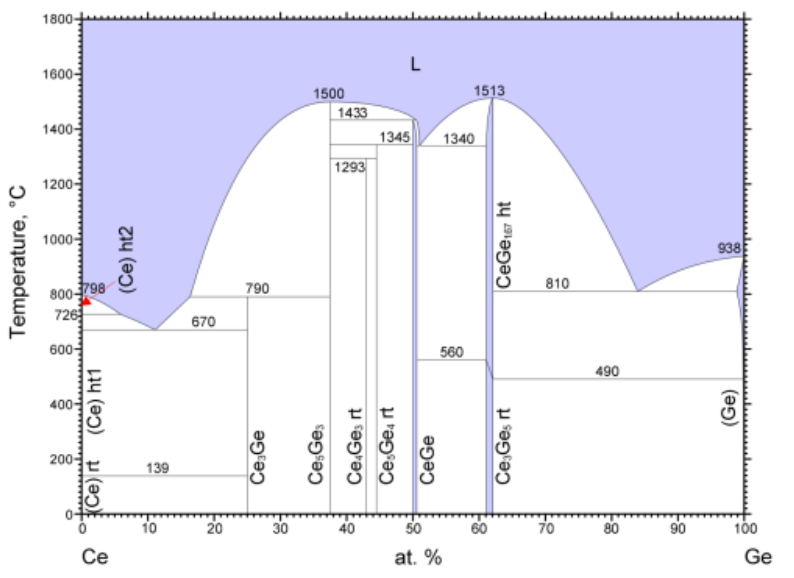 Temperature, °C
1800
1600
1400
1200
1000
800
600
400
200
0
L
1500
1513
1433
1345
1340
1293
938
798
726
(Ce) ht2
790
810
670
560
490
139
(Ce) ht1
(Ce) rt
Ce₃Ge
Ce₅Ge₃
Ce₄Ge₃ rt
Ce₅Ge₄ rt
CeGe
CeGe₁.₆₇ ht
Ce₃Ge₅ rt
(Ge)
0 10 20 30 40 50 60 70 80 90 100
Ce at. % Ge